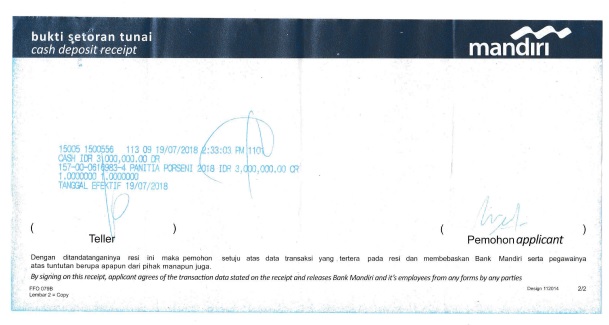 bukti setoran tunai
cash deposit receipt
mandiri
15005 1500556 113 09 19/07/2018 2:33:03 PM 1101
CASH IDR 3,000,000.00 CR
157-00-0610983-4 PANITIA PORSENI 2018 IDR 3,000,000.00 CR
1.0000000 1.0000000
TANGGAL EFEKTIF 19/07/2018
( )
Teller
( )
Pemohon applicant
Dengan ditandatanganinya resi ini maka pemohon setuju atas data transaksi yang tertera pada resi dan membebaskan Bank Mandiri serta pegawainya
atas tuntutan berupa apapun dari pihak manapun juga.
By signing on this receipt, applicant agrees of the transaction data stated on the receipt and releases Bank Mandiri and it's employees from any forms by any parties
FFO 079B
Lembar 2 = Copy
Design 112014
2/2